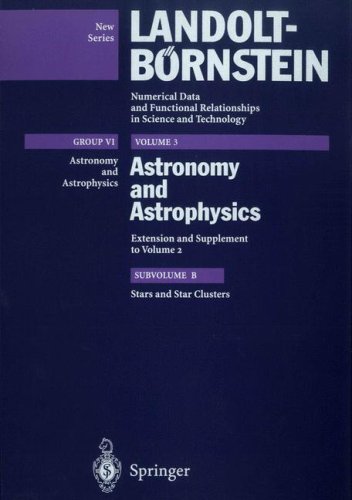 New
Series
LANDOLT-
BÖRNSTEIN
Numerical Data
and Functional Relationships
in Science and Technology
GROUP VI
VOLUME 3
Astronomy
and
Astrophysics
Astronomy
and
Astrophysics
Extension and Supplement
to Volume 2
SUBVOLUME B
Stars and Star Clusters
Springer